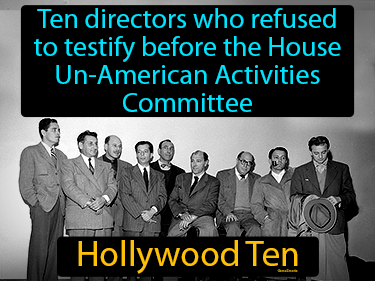 Ten directors who refused
to testify before the House
Un-American Activities
Committee
Hollywood Ten